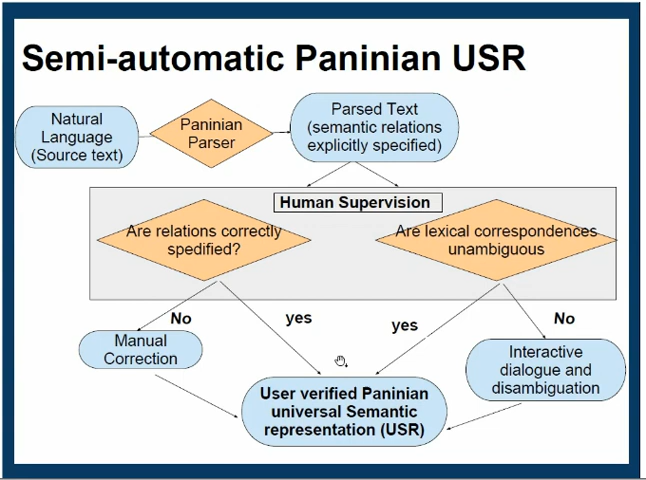 Semi-automatic Paninian USR
Natural
Language
(Source text)
Paninian
Parser
Parsed Text
(semantic relations
explicitly specified)
Human Supervision
Are relations correctly
spedified?
Are lexical correspondences
unambiguous
No
yes
yes
No
Manual
Correction
Interactive
dialogue and
disambiguation
User verified Paninian
universal Semantic
representation (USR)